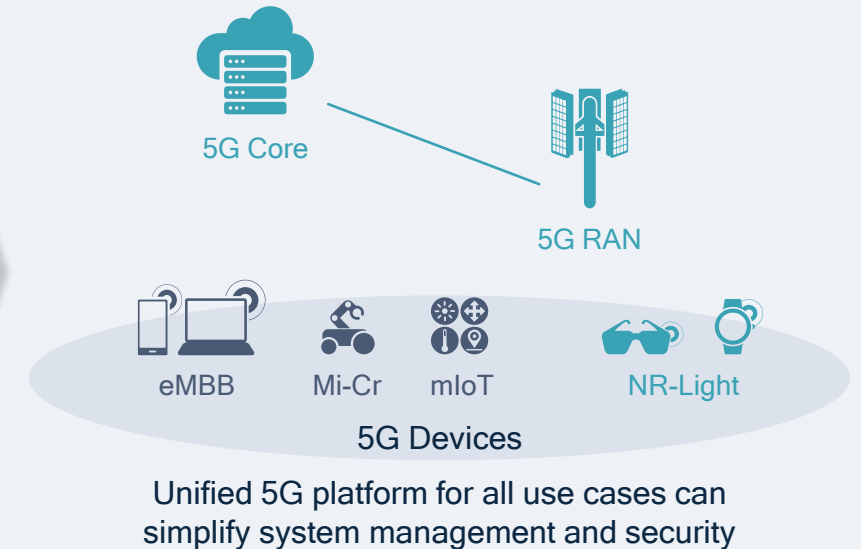 5G Core
5G RAN
eMBB
Mi-Cr
mIoT
NR-Light
5G Devices
Unified 5G platform for all use cases can
simplify system management and security